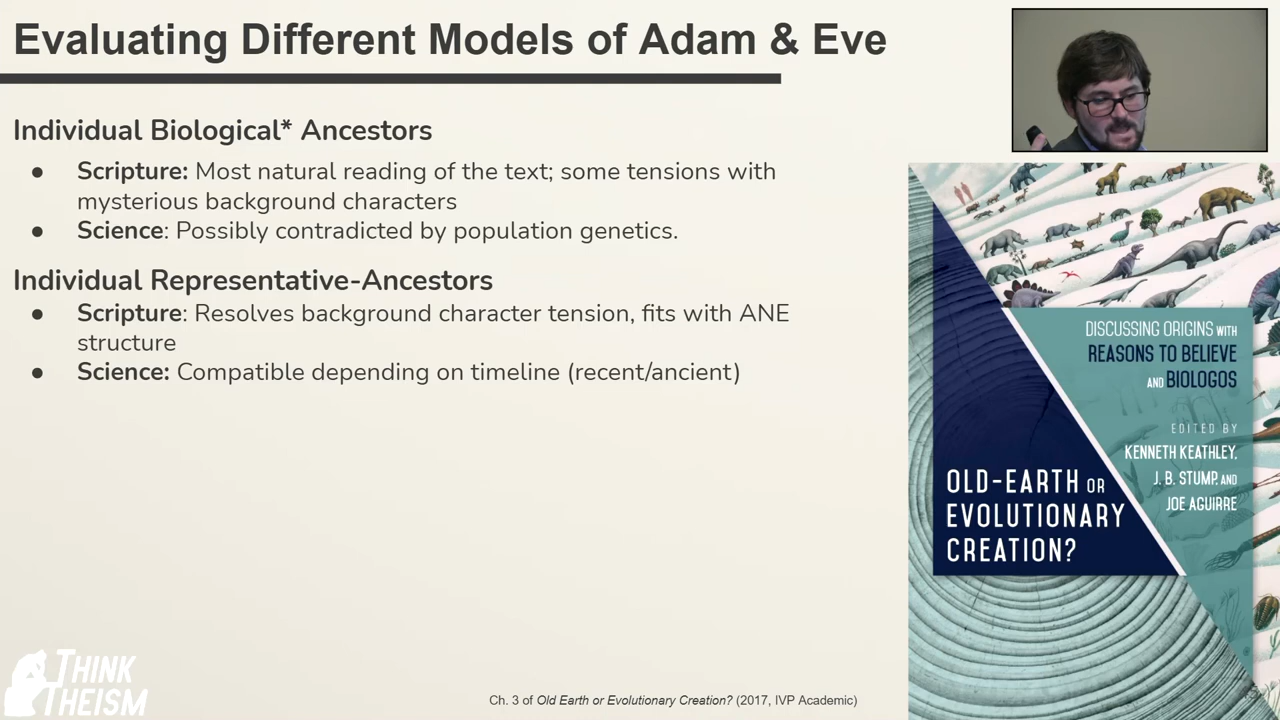 Evaluating Different Models of Adam & Eve
Individual Biological* Ancestors
● Scripture: Most natural reading of the text; some tensions with
mysterious background characters
● Science: Possibly contradicted by population genetics.
Individual Representative-Ancestors
● Scripture: Resolves background character tension, fits with ANE
structure
● Science: Compatible depending on timeline (recent/ancient)
DISCUSSING ORIGINS WITH
REASONS TO BELIEVE
AND BIOLOGOS
EDITED BY
KENNETH KEATHLEY,
J. B. STUMP, AND
JOE AGUIRRE
OLD-EARTH OR
EVOLUTIONARY
CREATION?
THINK
THEISM
Ch. 3 of Old Earth or Evolutionary Creation? (2017, IVP Academic)